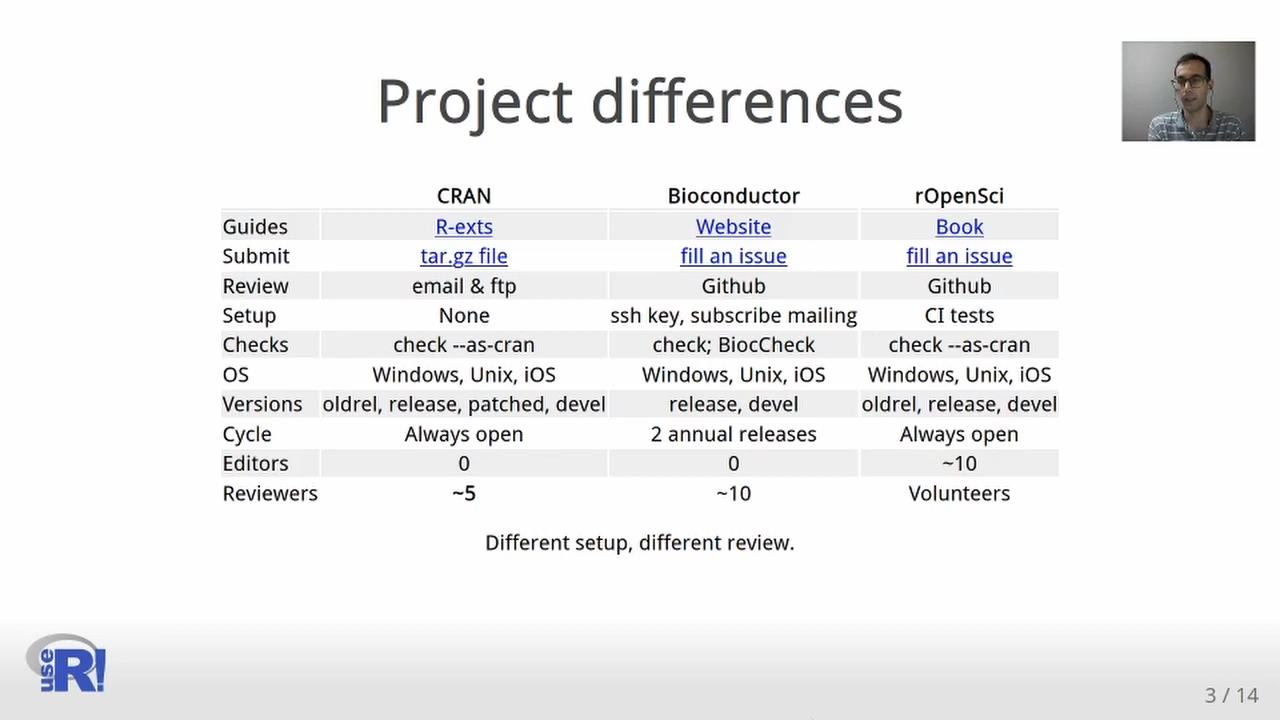 Project differences
CRAN Bioconductor rOpenSci
Guides R-exts Website Book
Submit tar.gz file fill an issue fill an issue
Review email & ftp Github Github
Setup None ssh key, subscribe mailing CI tests
Checks check --as-cran check; BiocCheck check --as-cran
OS Windows, Unix, iOS Windows, Unix, iOS Windows, Unix, iOS
Versions oldrel, release, patched, devel release, devel oldrel, release, devel
Cycle Always open 2 annual releases Always open
Editors 0 0 ~10
Reviewers ~5 ~10 Volunteers
Different setup, different review.
use R!
3 / 14